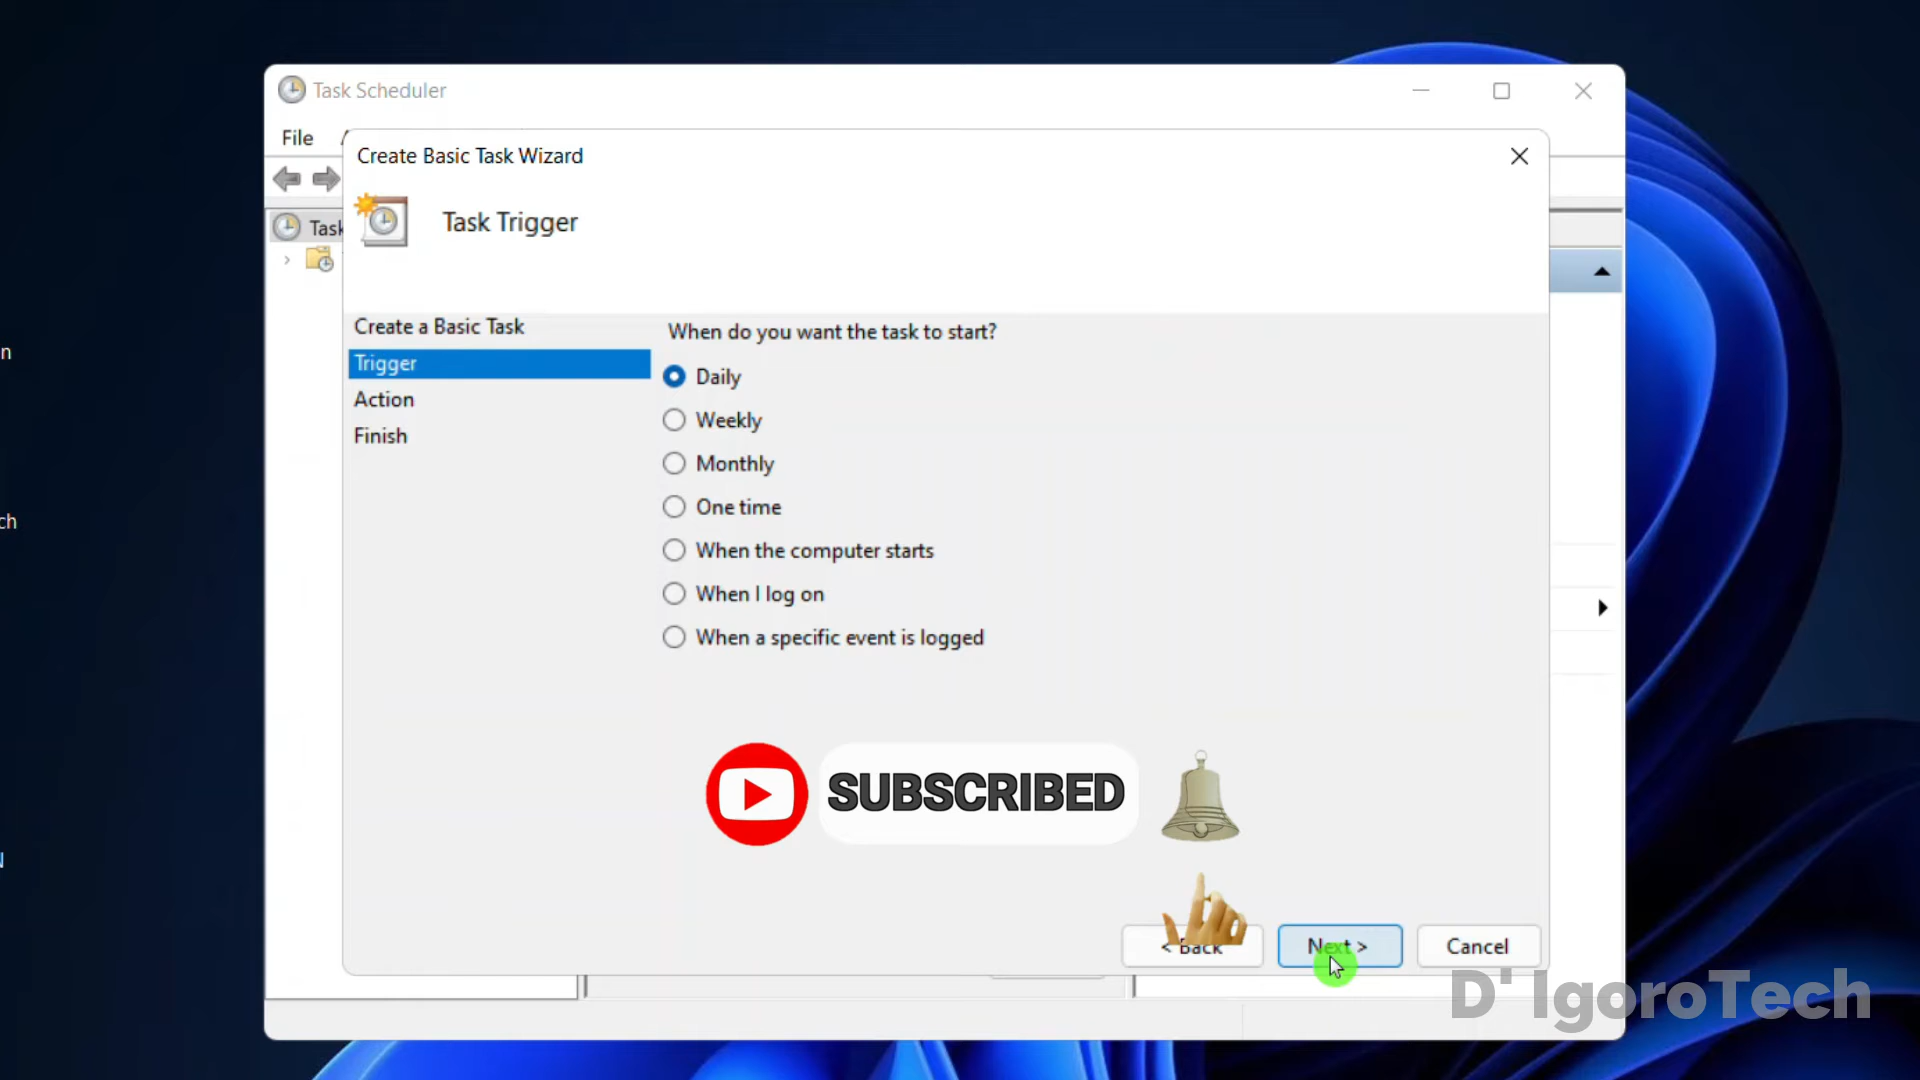 Task Scheduler
File
Create Basic Task Wizard
Task Trigger
Task
Create a Basic Task
Trigger
Action
Finish
When do you want the task to start?
Daily
Weekly
Monthly
One time
When the computer starts
When I log on
When a specific event is logged
n
ch
SUBSCRIBED
< Back
Next >
Cancel
D' IgoroTech